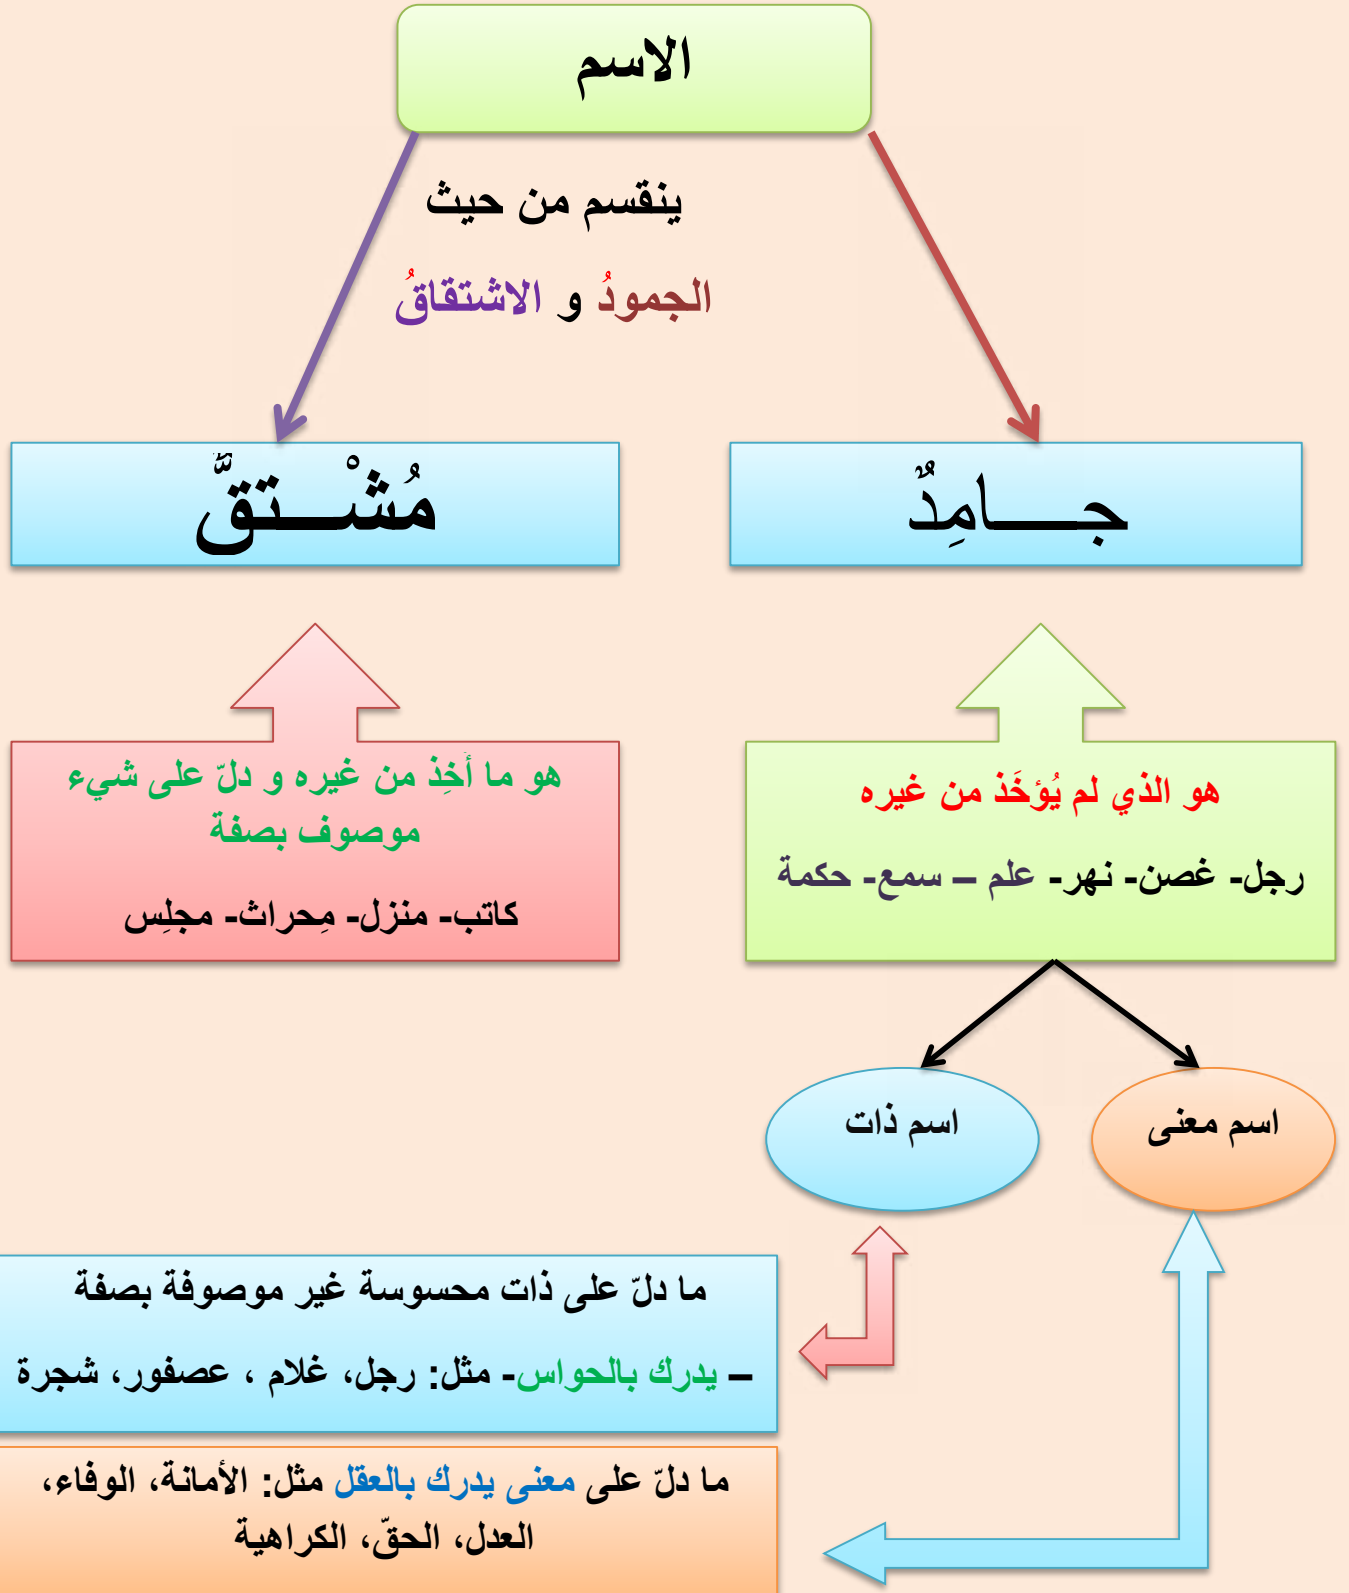 الاسم
ينقسم من حيث
الجمودُ و الاشتقاقُ
جـــــامِدٌ
مُشْـــتقٌّ
هو الذي لم يُؤخَذ من غيره
رجل- غصن- نهر- علم – سمع- حكمة
هو ما أخِذ من غيره و دلّ على شيء
موصوف بصفة
كاتب- منزل- مِحراث- مجلِس
اسم معنى
اسم ذات
ما دلّ على ذات محسوسة غير موصوفة بصفة
– يدرك بالحواس- مثل: رجل، غلام ، عصفور، شجرة
ما دلّ على معنى يدرك بالعقل مثل: الأمانة، الوفاء،
العدل، الحقّ، الكراهية